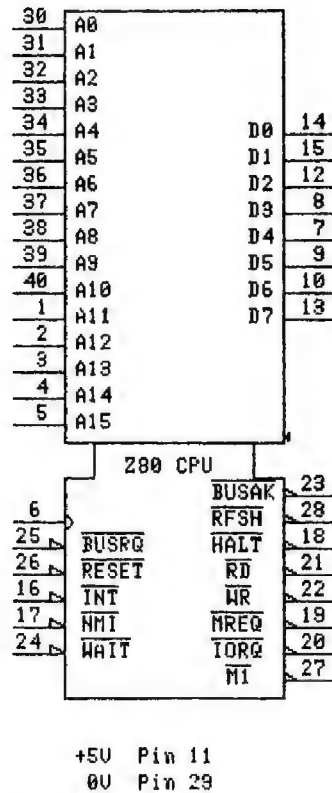 30 A0
31 A1
32 A2
33 A3
34 A4 D0 14
35 A5 D1 15
36 A6 D2 12
37 A7 D3 8
38 A8 D4 7
39 A9 D5 9
40 A10 D6 10
1 A11 D7 13
2 A12
3 A13
4 A14
5 A15
Z80 CPU
BUSAK 23
6 RFSH 28
25 BUSRQ HALT 18
26 RESET RD 21
16 INT WR 22
17 NMI MREQ 19
24 WAIT IORQ 20
M1 27
+5V Pin 11
0V Pin 29